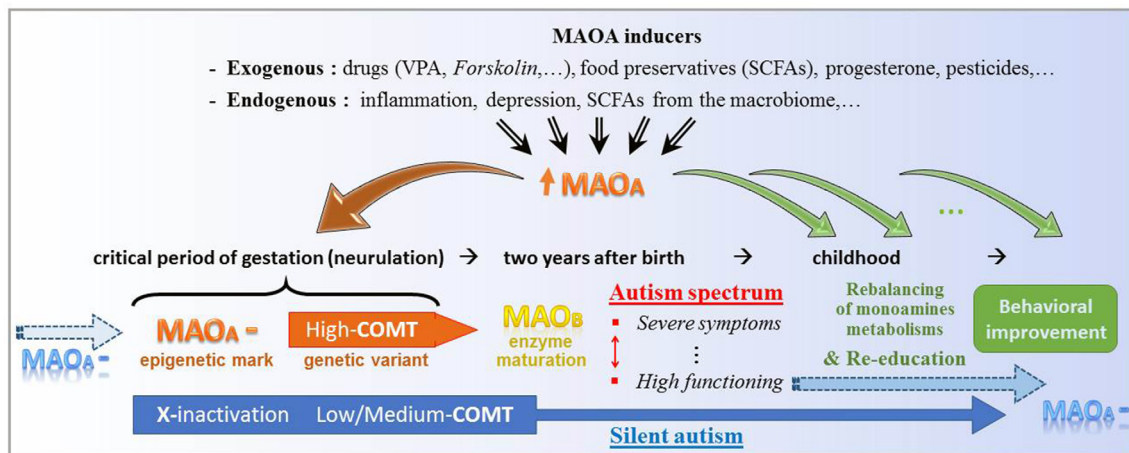 MAOA inducers
- Exogenous : drugs (VPA, Forskolin,...), food preservatives (SCFAs), progesterone, pesticides,...
- Endogenous : inflammation, depression, SCFAs from the macrobiome,...
MAOA
...
critical period of gestation (neurulation) → two years after birth → childhood →
MAOA-
MAOA-
epigenetic mark
High-COMT
genetic variant
MAOB
enzyme
maturation
Autism spectrum
▪ Severe symptoms
⋮
▪ High functioning
Rebalancing
of monoamines
metabolisms
& Re-education
Behavioral
improvement
X-inactivation Low/Medium-COMT
Silent autism
MAOA-